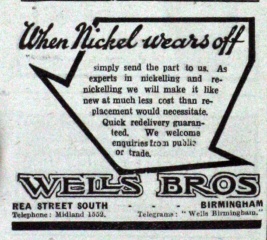 When Nickel wears off
simply send the part to us. As
experts in nickelling and re-
nickelling we will make it like
new at much less cost than re-
placement would necessitate.
Quick redelivery guaran-
teed. We welcome
enquiries from public
or trade.
WELLS BROS
REA STREET SOUTH - - - BIRMINGHAM
Telephone: Midland 1552. Telegrams: "Wells Birmingham."